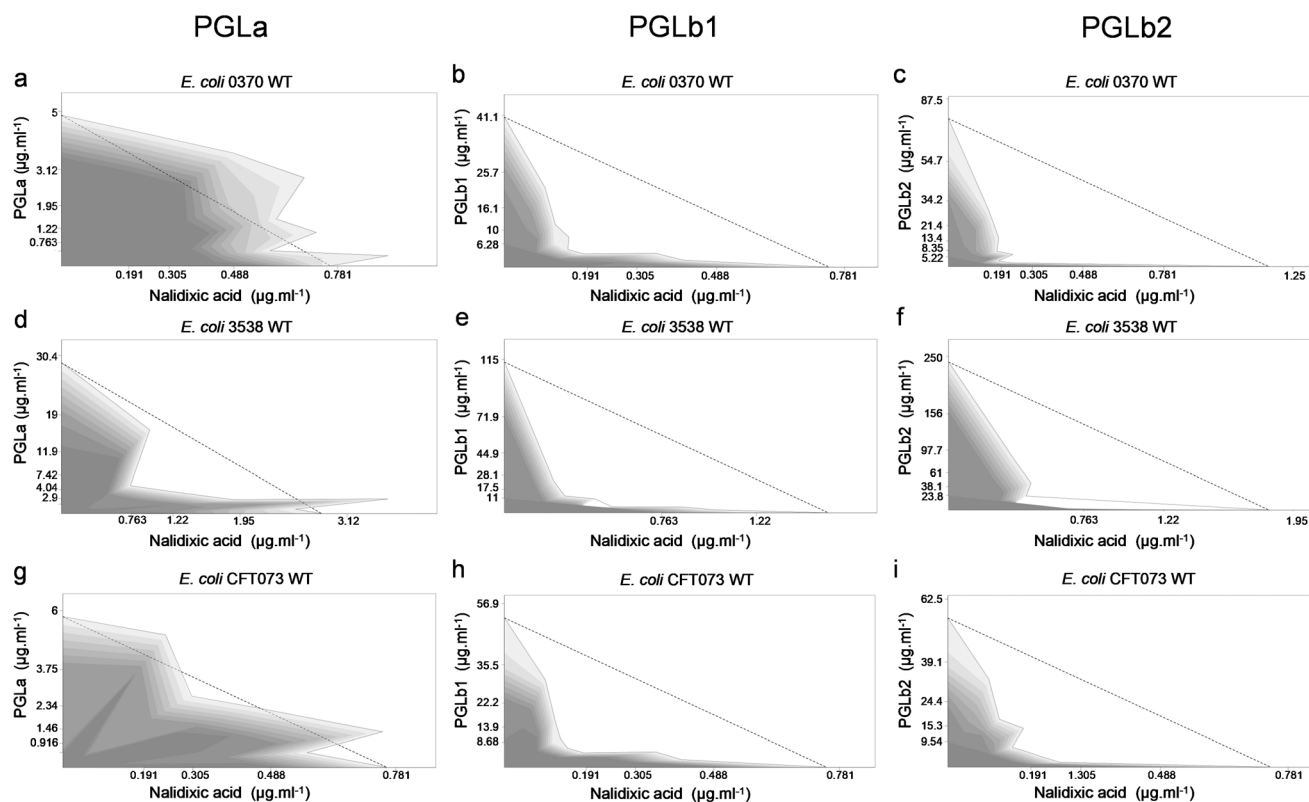 PGLa PGLb1 PGLb2
a b c
E. coli 0370 WT E. coli 0370 WT E. coli 0370 WT
PGLa (µg.ml-1)
5
3.12
1.95
1.22
0.763
0.191 0.305 0.488 0.781
Nalidixic acid (µg.ml-1)
PGLb1 (µg.ml-1)
41.1
25.7
16.1
10
6.28
0.191 0.305 0.488 0.781
Nalidixic acid (µg.ml-1)
PGLb2 (µg.ml-1)
87.5
54.7
34.2
21.4
13.4
8.35
5.22
0.191 0.305 0.488 0.781 1.25
Nalidixic acid (µg.ml-1)
d e f
E. coli 3538 WT E. coli 3538 WT E. coli 3538 WT
PGLa (µg.ml-1)
30.4
19
11.9
7.42
4.04
2.9
0.763 1.22 1.95 3.12
Nalidixic acid (µg.ml-1)
PGLb1 (µg.ml-1)
115
71.9
44.9
28.1
17.5
11
0.763 1.22
Nalidixic acid (µg.ml-1)
PGLb2 (µg.ml-1)
250
156
97.7
61
38.1
23.8
0.763 1.22 1.95
Nalidixic acid (µg.ml-1)
g h i
E. coli CFT073 WT E. coli CFT073 WT E. coli CFT073 WT
PGLa (µg.ml-1)
6
3.75
2.34
1.46
0.916
0.191 0.305 0.488 0.781
Nalidixic acid (µg.ml-1)
PGLb1 (µg.ml-1)
56.9
35.5
22.2
13.9
8.68
0.191 0.305 0.488 0.781
Nalidixic acid (µg.ml-1)
PGLb2 (µg.ml-1)
62.5
39.1
24.4
15.3
9.54
0.191 1.305 0.488 0.781
Nalidixic acid (µg.ml-1)